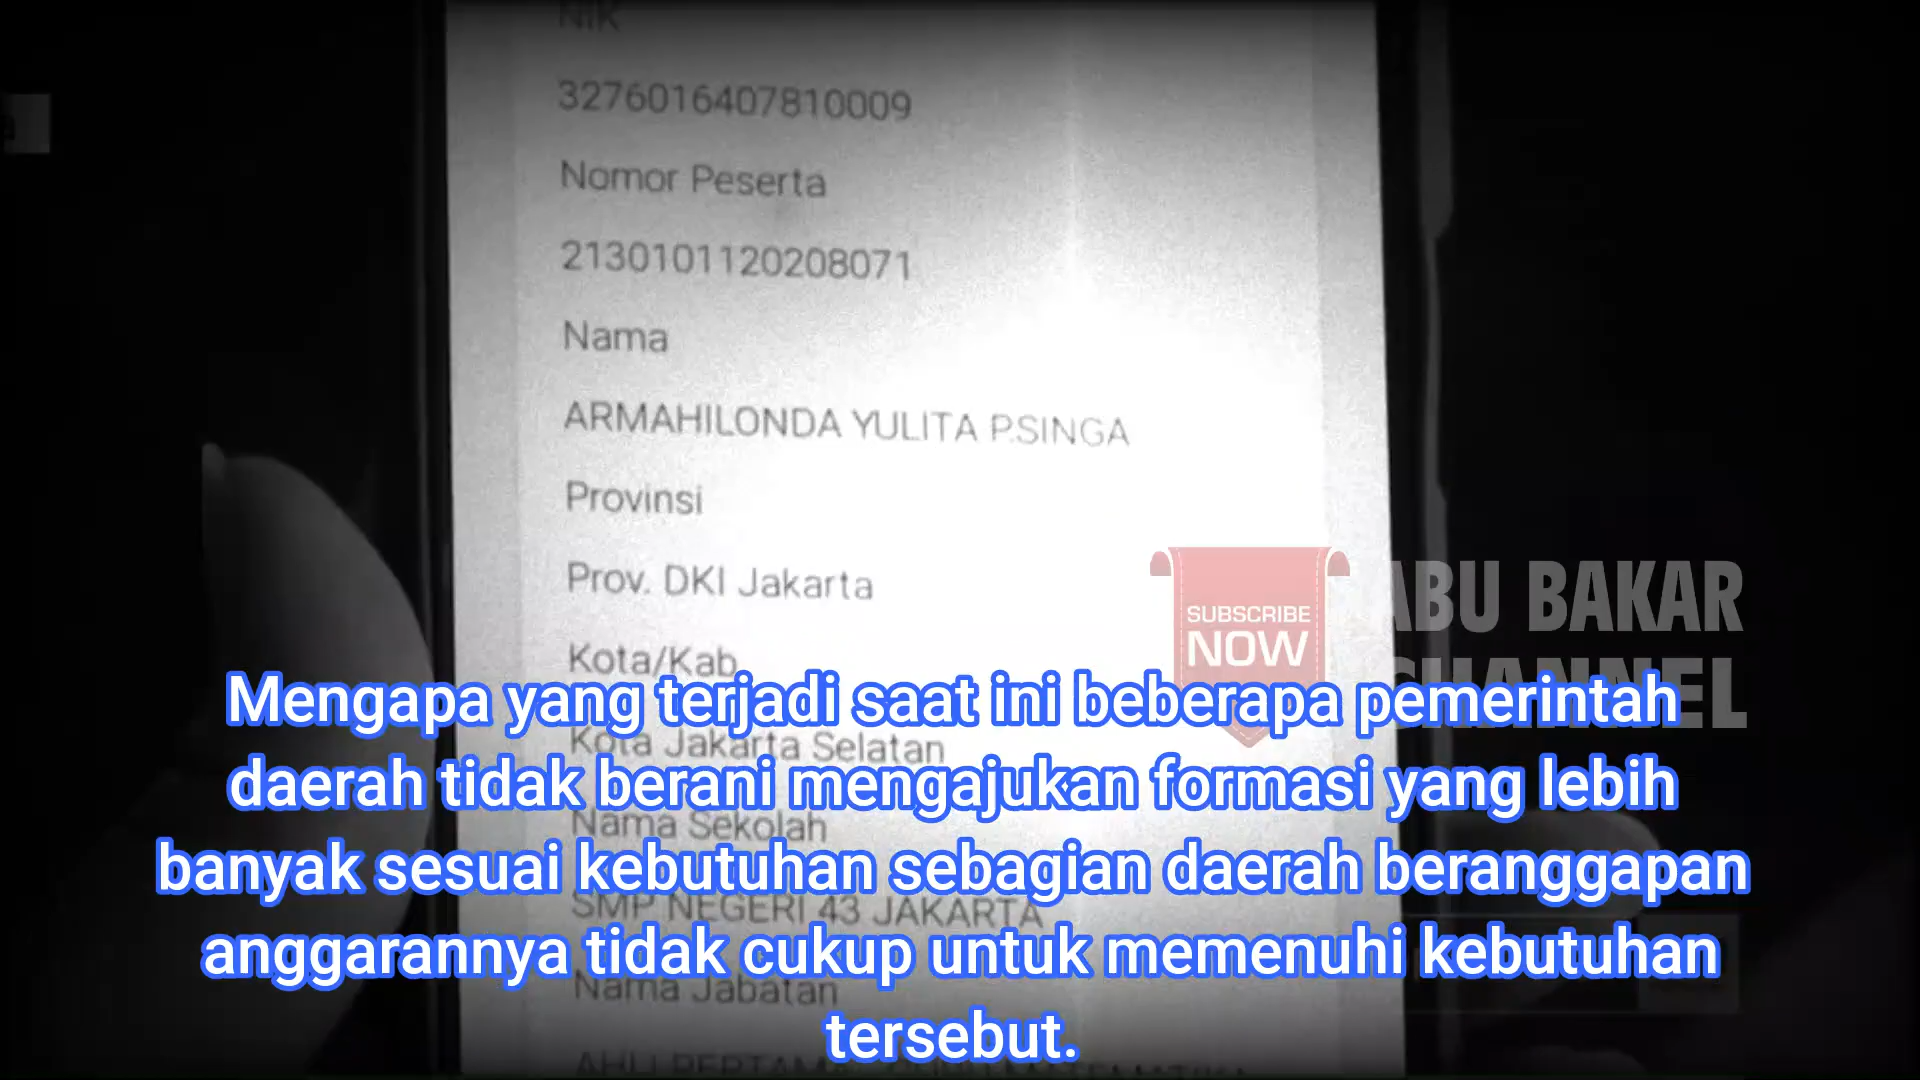 NIK
3276016407810009
Nomor Peserta
2130101120208071
Nama
ARMAHILONDA YULITA P.SINGA
Provinsi
Prov. DKI Jakarta
Kota/Kab
Kota Jakarta Selatan
Nama Sekolah
SMP NEGERI 43 JAKARTA
Nama Jabatan
AHLI PERTAMA
SUBSCRIBE
NOW
ABU BAKAR
CHANNEL
Mengapa yang terjadi saat ini beberapa pemerintah
daerah tidak berani mengajukan formasi yang lebih
banyak sesuai kebutuhan sebagian daerah beranggapan
anggarannya tidak cukup untuk memenuhi kebutuhan
tersebut.